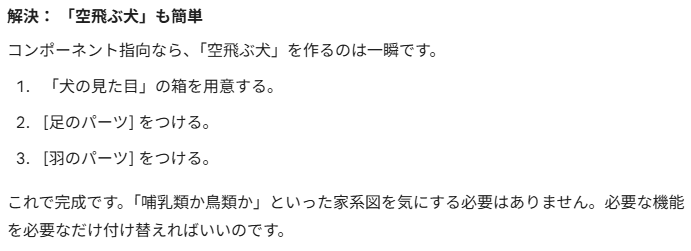 解決： 「空飛ぶ犬」も簡単
コンポーネント指向なら、「空飛ぶ犬」を作るのは一瞬です。
1. 「犬の見た目」の箱を用意する。
2. [足のパーツ] をつける。
3. [羽のパーツ] をつける。
これで完成です。「哺乳類か鳥類か」といった家系図を気にする必要はありません。必要な機能
を必要なだけ付け替えればいいのです。